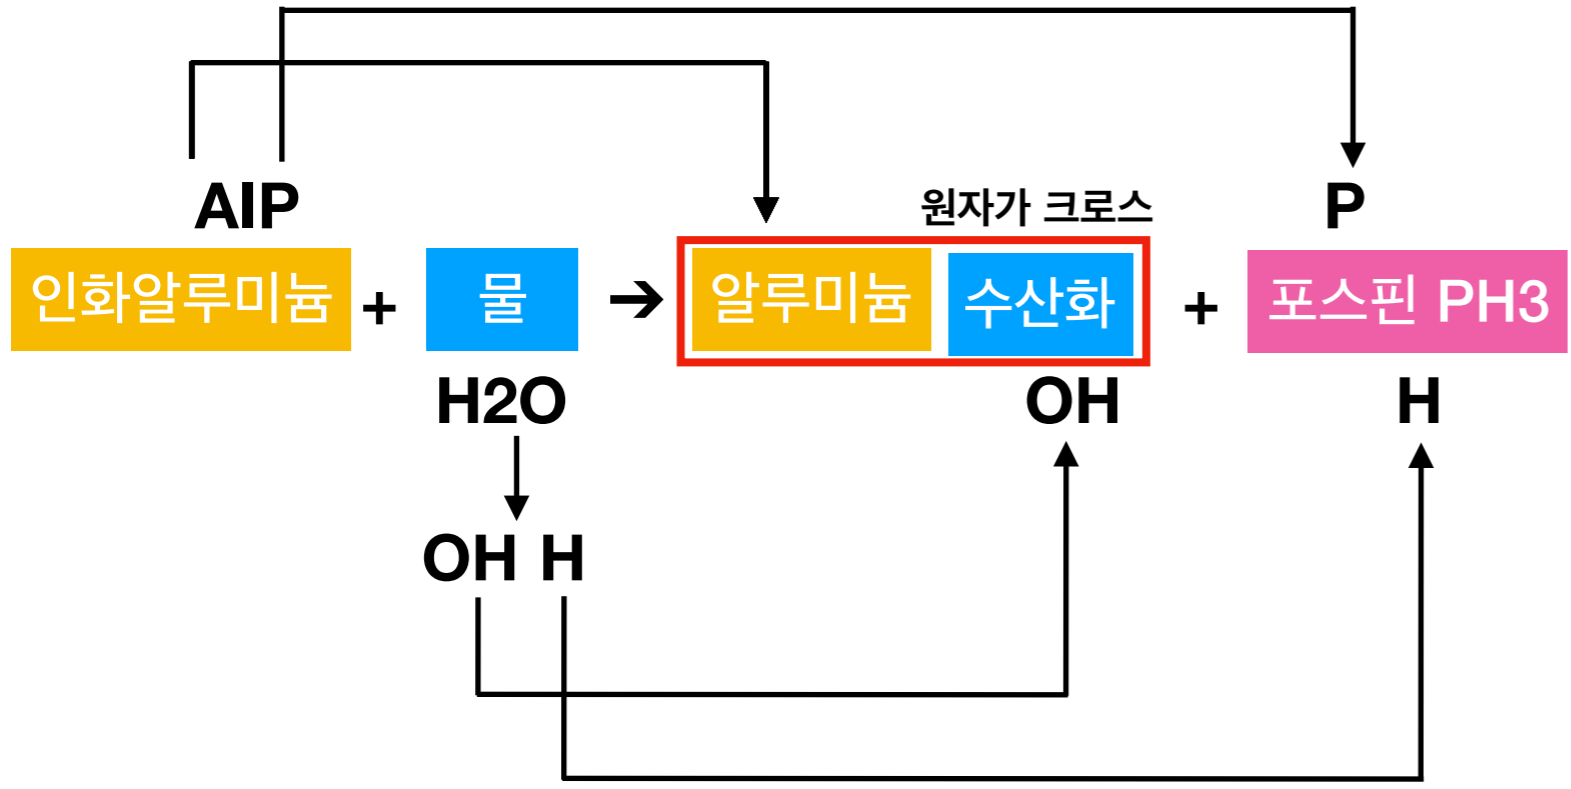 AlP
원자가 크로스
P
인화알루미늄 + 물 → 알루미늄 수산화 + 포스핀 PH3
H2O
OH
H
OH H